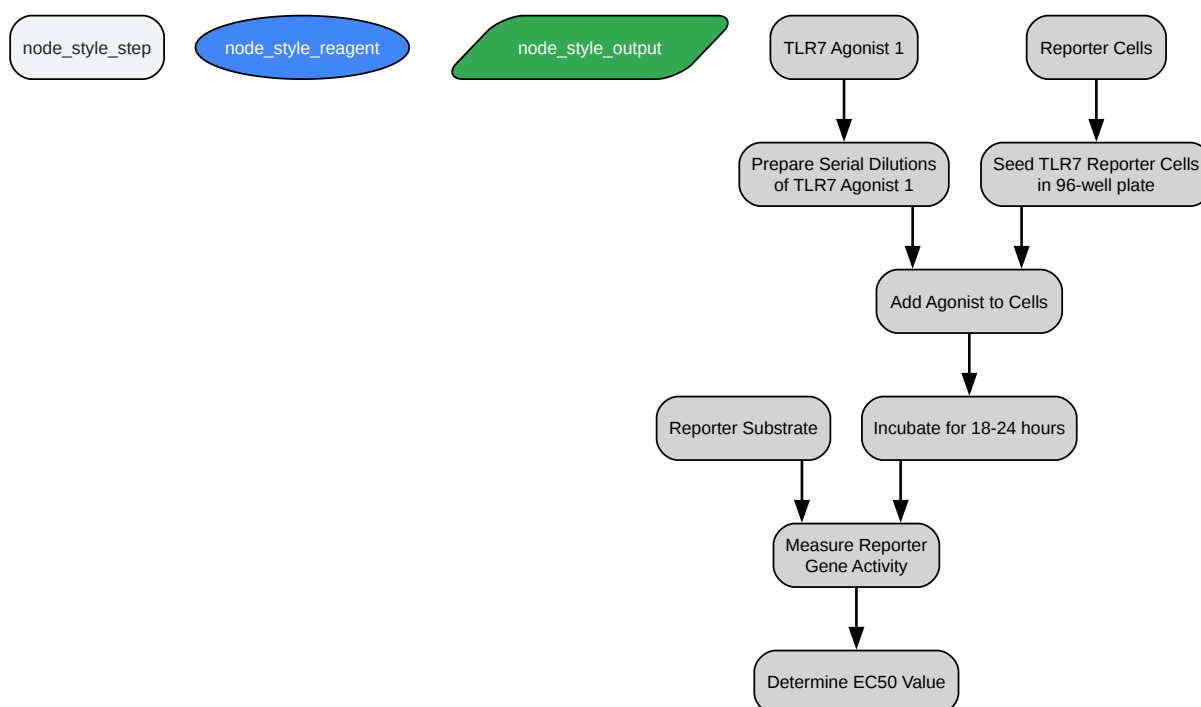 node_style_step
node_style_reagent
node_style_output
TLR7 Agonist 1
Reporter Cells
Prepare Serial Dilutions
of TLR7 Agonist 1
Seed TLR7 Reporter Cells
in 96-well plate
Add Agonist to Cells
Reporter Substrate
Incubate for 18-24 hours
Measure Reporter
Gene Activity
Determine EC50 Value